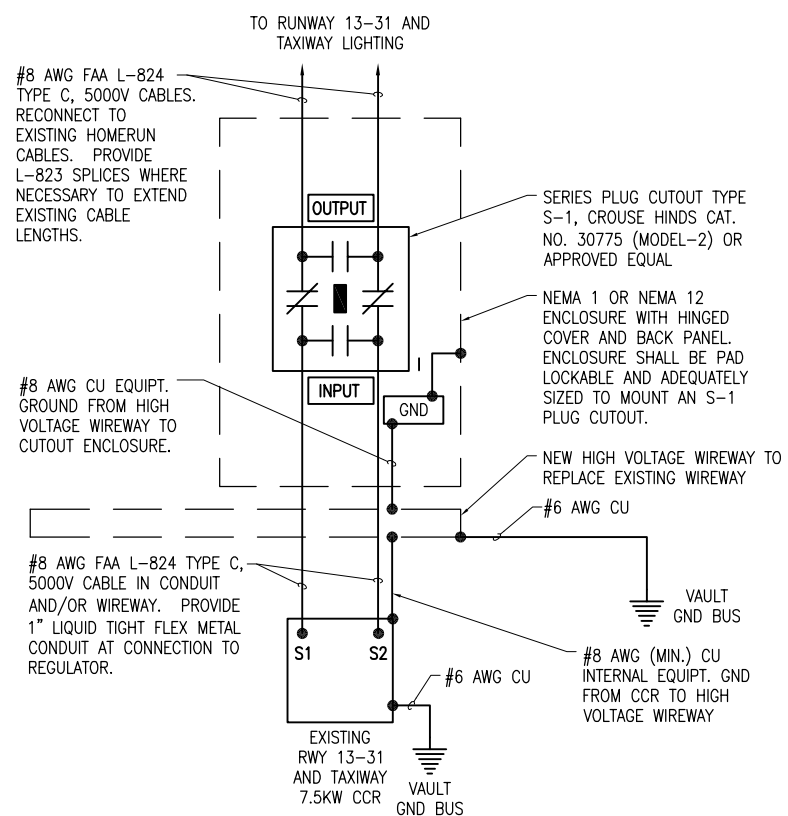 TO RUNWAY 13-31 AND
TAXIWAY LIGHTING
#8 AWG FAA L-824
TYPE C, 5000V CABLES.
RECONNECT TO
EXISTING HOMERUN
CABLES. PROVIDE
L-823 SPLICES WHERE
NECESSARY TO EXTEND
EXISTING CABLE
LENGTHS.
OUTPUT
SERIES PLUG CUTOUT TYPE
S-1, CROUSE HINDS CAT.
NO. 30775 (MODEL-2) OR
APPROVED EQUAL
NEMA 1 OR NEMA 12
ENCLOSURE WITH HINGED
COVER AND BACK PANEL.
ENCLOSURE SHALL BE PAD
LOCKABLE AND ADEQUATELY
SIZED TO MOUNT AN S-1
PLUG CUTOUT.
I
INPUT
GND
#8 AWG CU EQUIPT.
GROUND FROM HIGH
VOLTAGE WIREWAY TO
CUTOUT ENCLOSURE.
NEW HIGH VOLTAGE WIREWAY TO
REPLACE EXISTING WIREWAY
#6 AWG CU
#8 AWG FAA L-824 TYPE C,
5000V CABLE IN CONDUIT
AND/OR WIREWAY. PROVIDE
1" LIQUID TIGHT FLEX METAL
CONDUIT AT CONNECTION TO
REGULATOR.
VAULT
GND BUS
S1 S2
#8 AWG (MIN.) CU
INTERNAL EQUIPT. GND
FROM CCR TO HIGH
VOLTAGE WIREWAY
#6 AWG CU
EXISTING
RWY 13-31
AND TAXIWAY
7.5KW CCR
VAULT
GND BUS